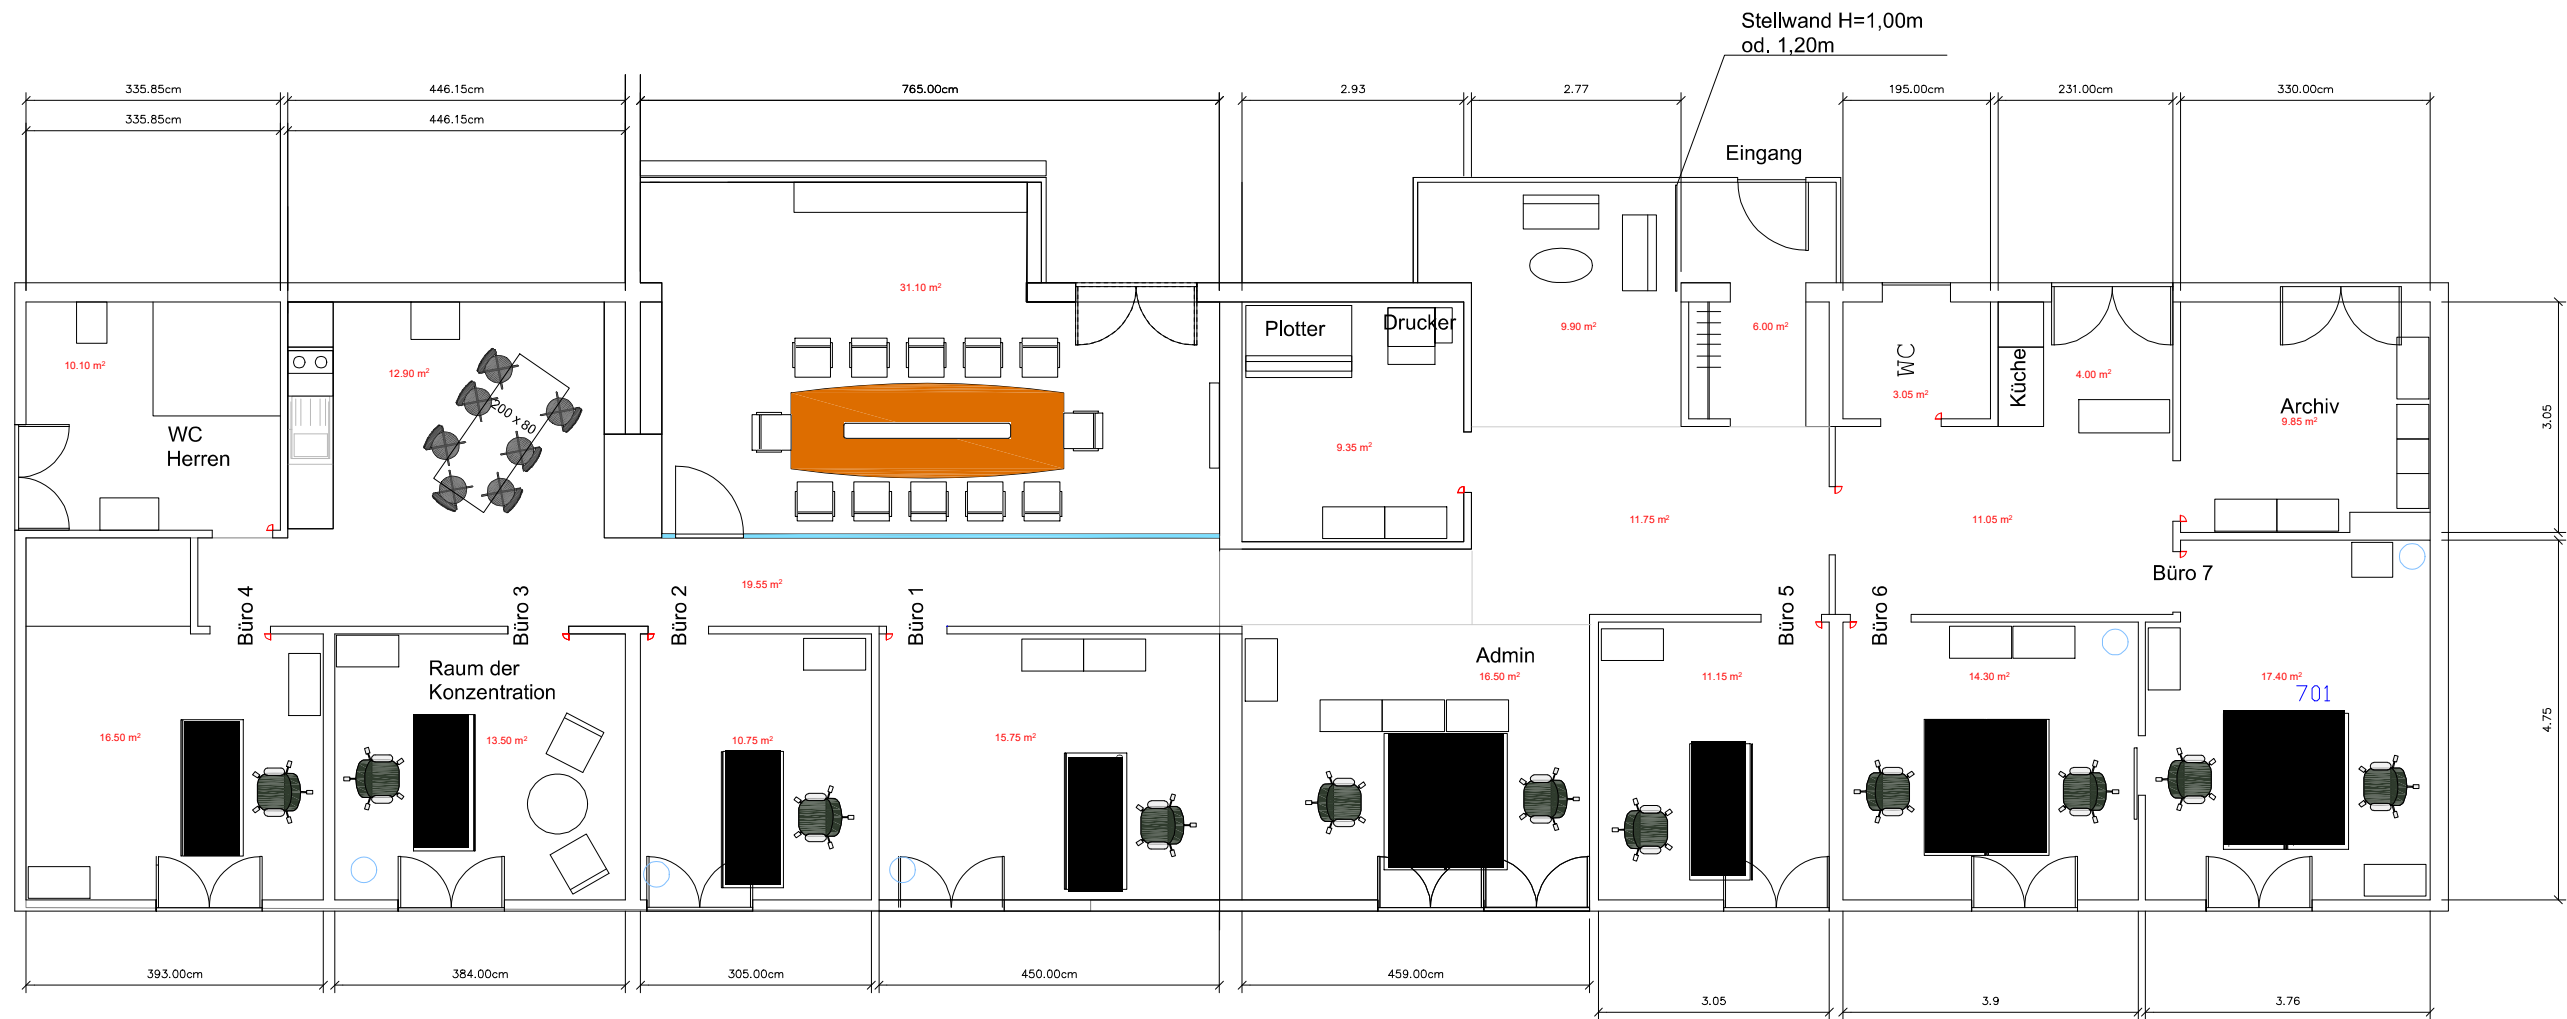 Stellwand H=1,00m
od. 1,20m
335.85cm
446.15cm
765.00cm
2.93
2.77
195.00cm
231.00cm
330.00cm
335.85cm
446.15cm
Eingang
31.10 m²
Plotter
Drucker
9.90 m²
6.00 m²
WC
3.05 m²
Küche
4.00 m²
Archiv
9.85 m²
3.05
10.10 m²
12.90 m²
200 x 80
WC
Herren
9.35 m²
11.75 m²
11.05 m²
19.55 m²
Büro 4
Büro 3
Büro 2
Büro 1
Büro 5
Büro 6
Büro 7
Raum der
Konzentration
Admin
16.50 m²
11.15 m²
14.30 m²
17.40 m²
701
4.75
16.50 m²
13.50 m²
10.75 m²
15.75 m²
393.00cm
384.00cm
305.00cm
450.00cm
459.00cm
3.05
3.9
3.76